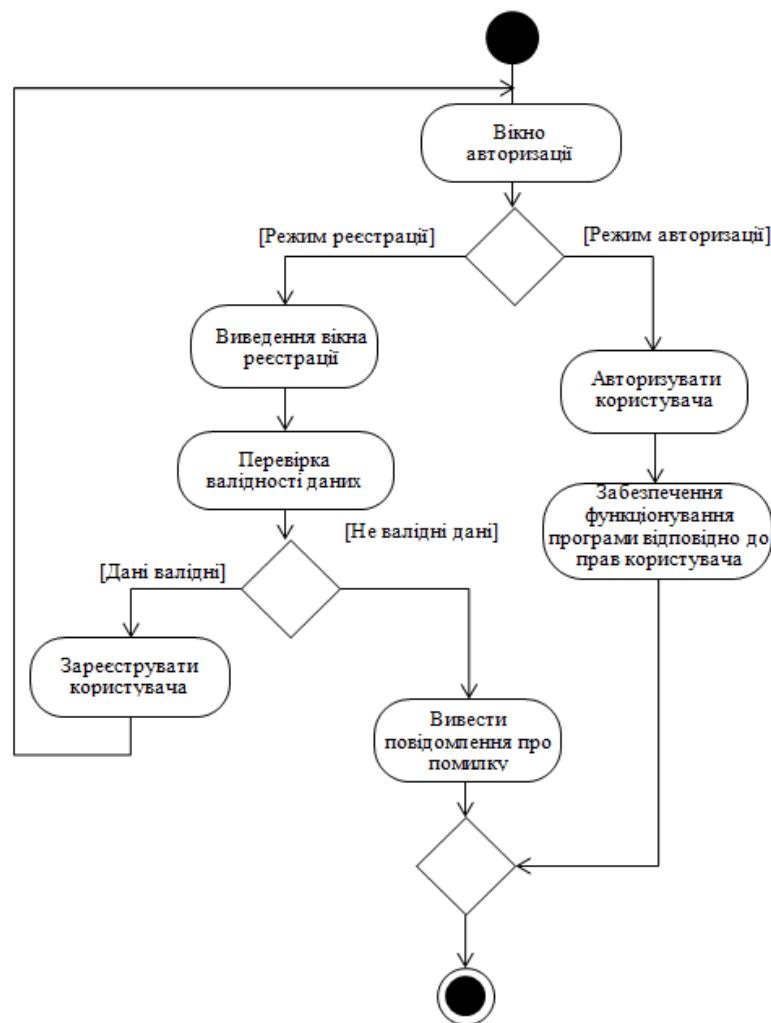 Вікно
авторизації
[Режим реєстрації]
[Режим авторизації]
Виведення вікна
реєстрації
Авторизувати
користувача
Перевірка
валідності даних
Забезпечення
функціонування
програми відповідно до
прав користувача
[Не валідні дані]
[Дані валідні]
Зареєструвати
користувача
Вивести
повідомлення про
помилку